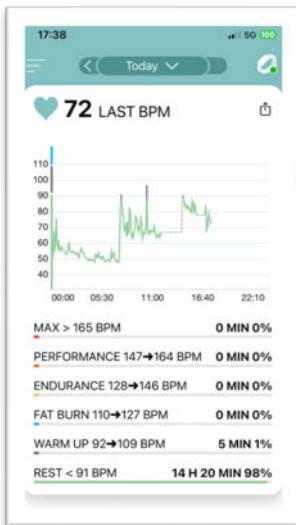 17:38
5G 100
Today
72 LAST BPM
110
100
90
80
70
60
50
40
00:00 05:30 11:00 16:40 22:10
MAX > 165 BPM 0 MIN 0%
PERFORMANCE 147➔164 BPM 0 MIN 0%
ENDURANCE 128➔146 BPM 0 MIN 0%
FAT BURN 110➔127 BPM 0 MIN 0%
WARM UP 92➔109 BPM 5 MIN 1%
REST < 91 BPM 14 H 20 MIN 98%